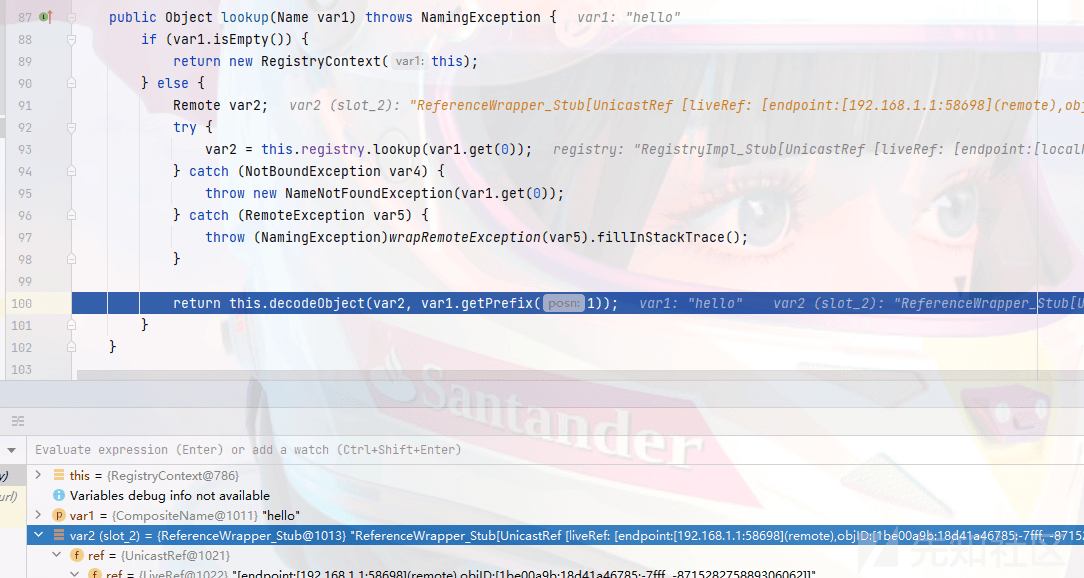 87 public Object lookup(Name var1) throws NamingException { var1: "hello"
88 if (var1.isEmpty()) {
89 return new RegistryContext( var1: this);
90 } else {
91 Remote var2; var2 (slot_2): "ReferenceWrapper_Stub[UnicastRef [liveRef: [endpoint:[192.168.1.1:58698](remote),obj
92 try {
93 var2 = this.registry.lookup(var1.get(0)); registry: "RegistryImpl_Stub[UnicastRef [liveRef: [endpoint:[local
94 } catch (NotBoundException var4) {
95 throw new NameNotFoundException(var1.get(0));
96 } catch (RemoteException var5) {
97 throw (NamingException)wrapRemoteException(var5).fillInStackTrace();
98 }
99
100 return this.decodeObject(var2, var1.getPrefix( posn: 1)); var1: "hello" var2 (slot_2): "ReferenceWrapper_Stub[U
101 }
102 }
103
Santander
Evaluate expression (Enter) or add a watch (Ctrl+Shift+Enter)
y) this = {RegistryContext@786}
url) Variables debug info not available
var1 = {CompositeName@1011} "hello"
var2 (slot_2) = {ReferenceWrapper_Stub@1013} "ReferenceWrapper_Stub[UnicastRef [liveRef: [endpoint:[192.168.1.1:58698](remote),objID:[1be00a9b:18d41a46785:-7fff, -87152
f ref = {UnicastRef@1021}
f ref = {LiveRef@1022} "[endpoint:[192.168.1.1:58698](remote),objID:[1be00a9b:18d41a46785:-7fff, -8715282758893060621]]"
先知社区